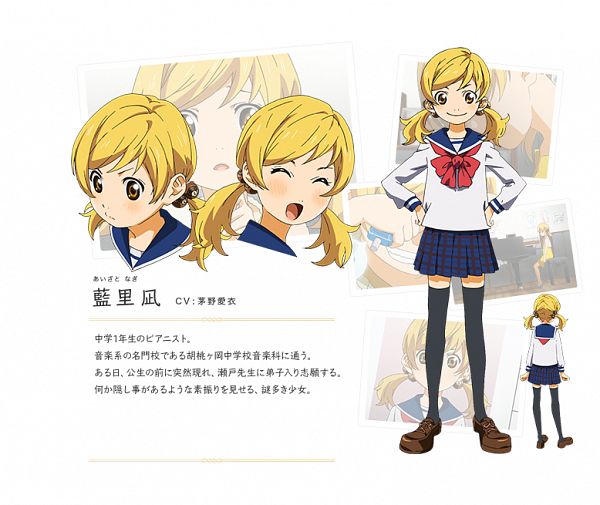 あいざと なぎ
藍里凪 CV:茅野愛衣
中学1年生のピアニスト。
音楽系の名門校である胡桃ヶ岡中学校音楽科に通う。
ある日、公生の前に突然現れ、瀬戸先生に弟子入り志願する。
何か隠し事があるような素振りを見せる、謎多き少女。